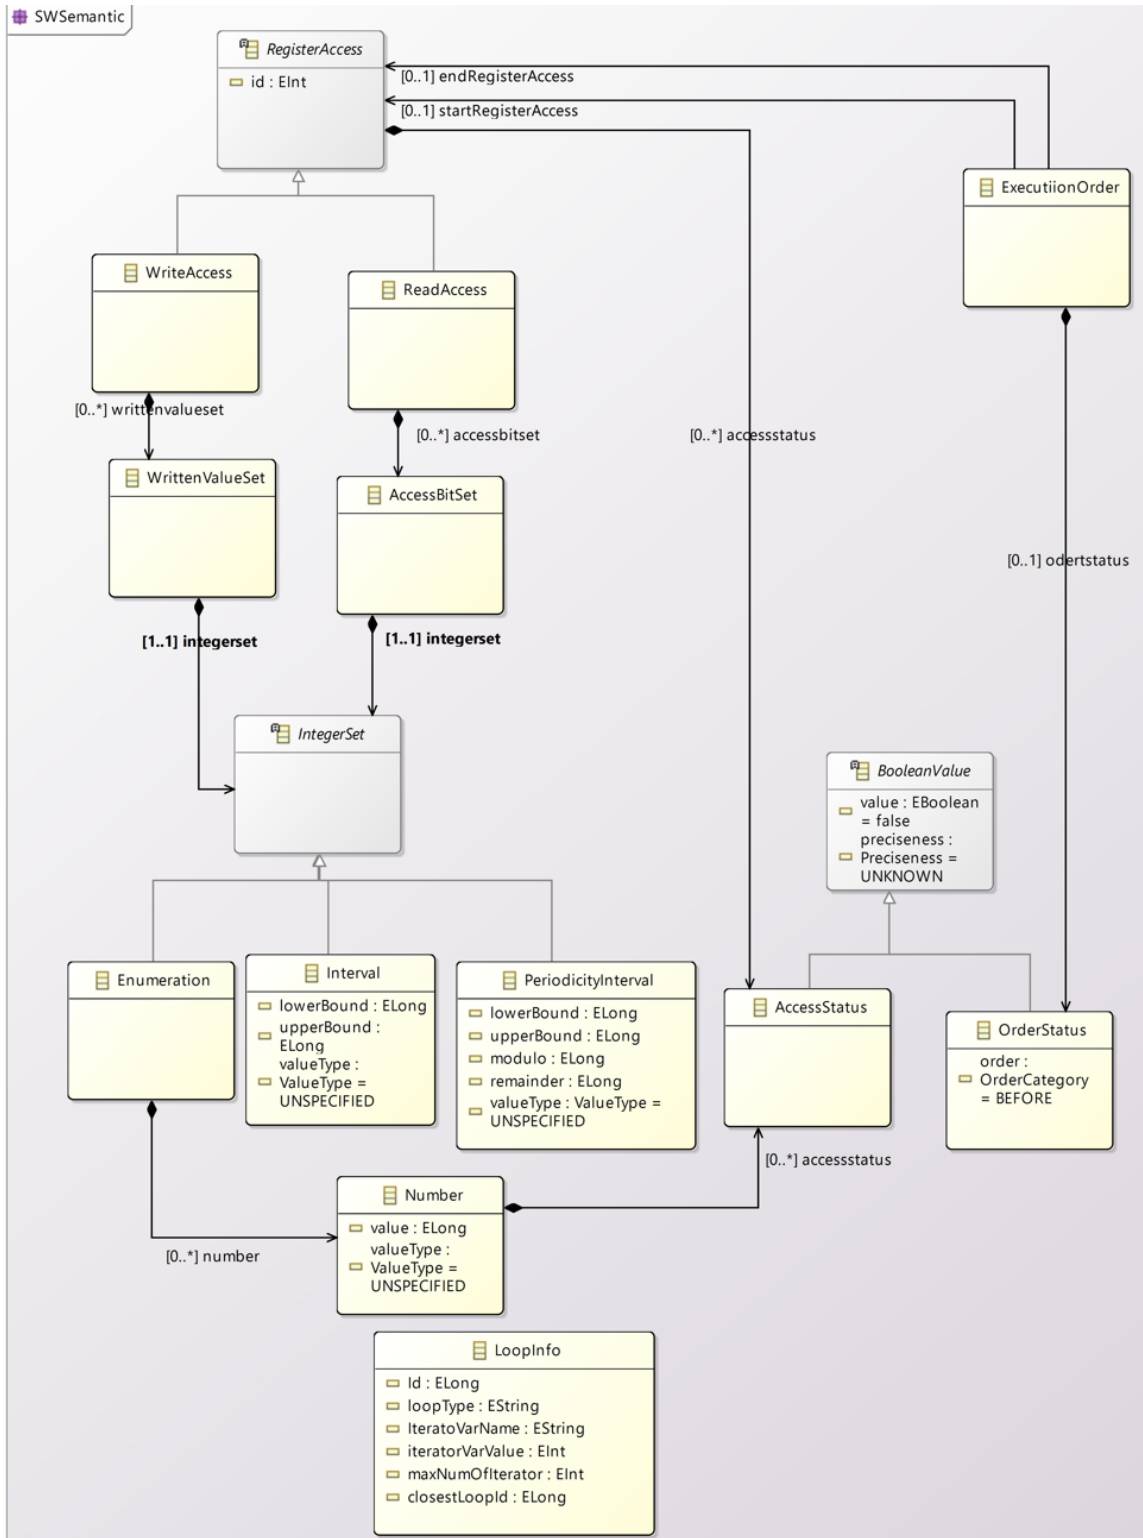 SWSemantic
RegisterAccess
id : EInt
[0..1] endRegisterAccess
[0..1] startRegisterAccess
ExecutiionOrder
WriteAccess
ReadAccess
[0..*] writtenvalueset
[0..*] accessbitset
[0..*] accessstatus
WrittenValueSet
AccessBitSet
[0..1] odertstatus
[1..1] integerset
[1..1] integerset
IntegerSet
BooleanValue
value : EBoolean
= false
preciseness :
Preciseness =
UNKNOWN
Enumeration
Interval
lowerBound : ELong
upperBound :
ELong
valueType :
ValueType =
UNSPECIFIED
PeriodicityInterval
lowerBound : ELong
upperBound : ELong
modulo : ELong
remainder : ELong
valueType : ValueType =
UNSPECIFIED
AccessStatus
OrderStatus
order :
OrderCategory
= BEFORE
[0..*] accessstatus
Number
value : ELong
valueType :
ValueType =
UNSPECIFIED
[0..*] number
LoopInfo
Id : ELong
loopType : EString
IteratoVarName : EString
iteratorVarValue : EInt
maxNumOfIterator : EInt
closestLoopId : ELong